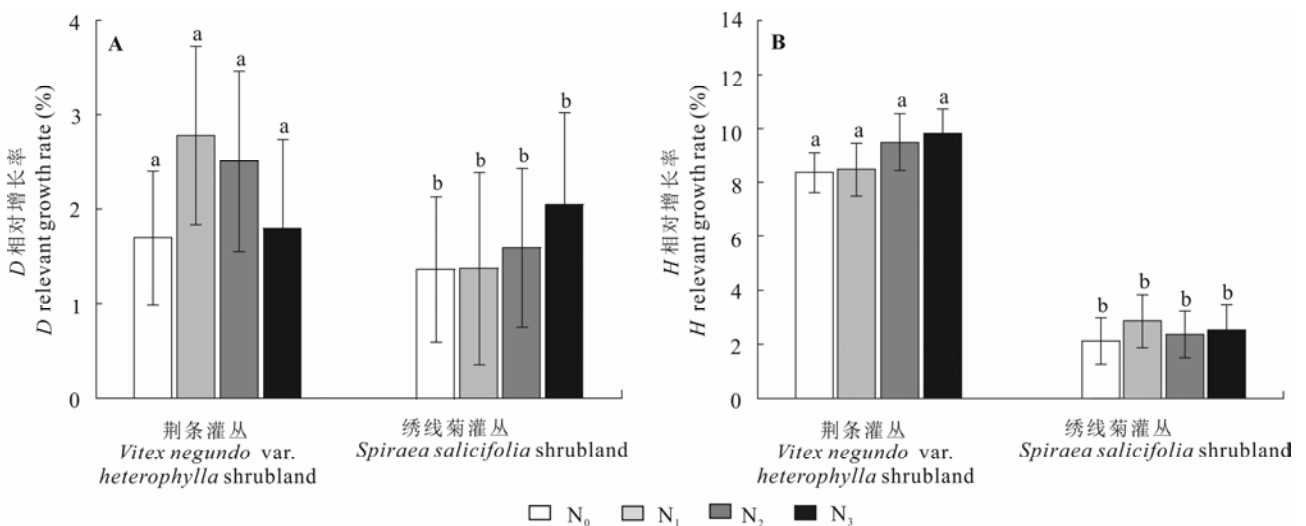 A
4
3
2
1
0
D 相对增长率
D relevant growth rate (%)
a
a
a
a
b
b
b
b
荆条灌丛
Vitex negundo var.
heterophylla shrubland
绣线菊灌丛
Spiraea salicifolia shrubland
B
14
12
10
8
6
4
2
0
H 相对增长率
H relevant growth rate (%)
a
a
a
a
b
b
b
b
荆条灌丛
Vitex negundo var.
heterophylla shrubland
绣线菊灌丛
Spiraea salicifolia shrubland
N₀ N₁ N₂ N₃